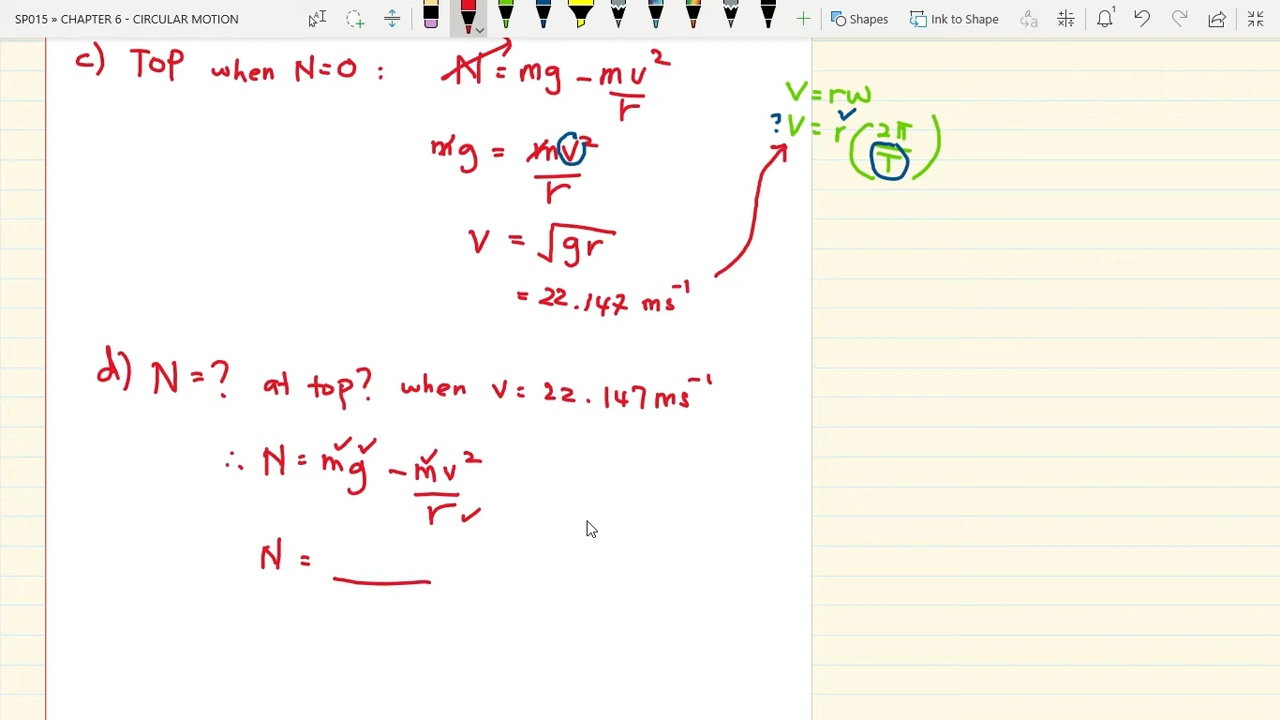 SP015 » CHAPTER 6 - CIRCULAR MOTION
Shapes Ink to Shape
c) TOP when N=0 : N = mg - mv²/r
mg = mv²/r
v = √gr
= 22.147 ms⁻¹
V = rω
? V = r (2π/T)
d) N = ? at top? when v = 22.147 ms⁻¹
∴ N = mg - mv²/r
N = ______